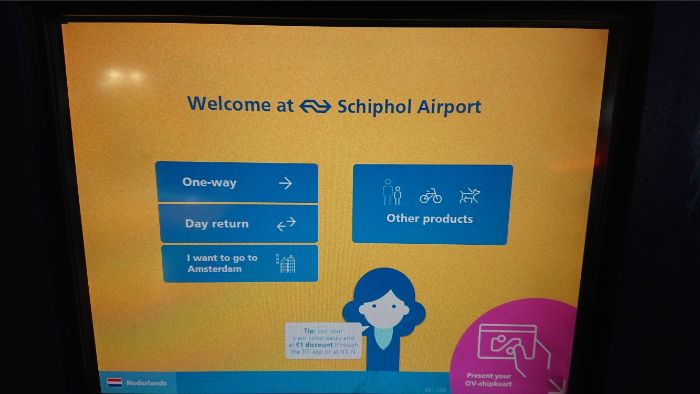 Welcome at Schiphol Airport
One-way
Day return
I want to go to
Amsterdam
Other products
Tip: buy your
train ticket easily and
at €1 discount through
the NS app or at NS.nl
Present your
OV-chipkaart
Nederlands